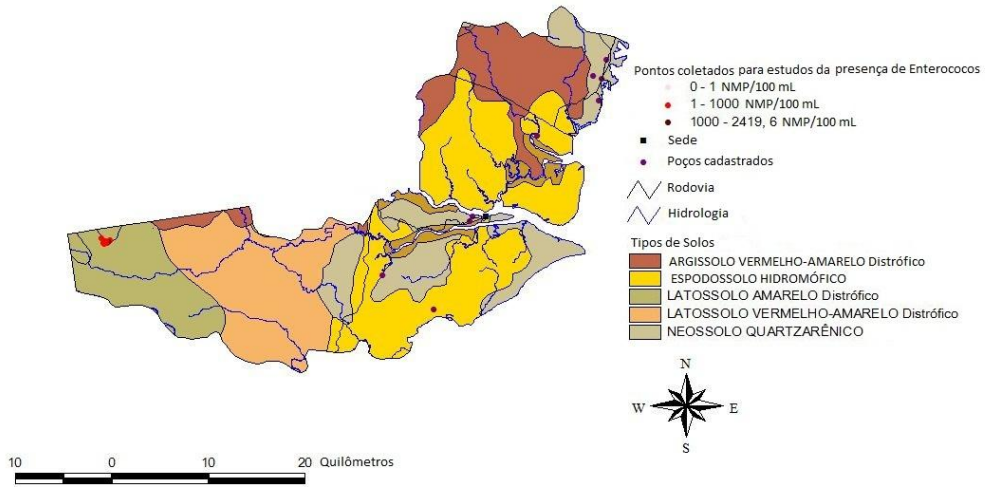 Pontos coletados para estudos da presença de Enterococos
0 - 1 NMP/100 mL
1 - 1000 NMP/100 mL
1000 - 2419, 6 NMP/100 mL
Sede
Poços cadastrados
Rodovia
Hidrologia
Tipos de Solos
ARGISSOLO VERMELHO-AMARELO Distrófico
ESPODOSSOLO HIDROMÓFICO
LATOSSOLO AMARELO Distrófico
LATOSSOLO VERMELHO-AMARELO Distrófico
NEOSSOLO QUARTZARÊNICO
N
W E
S
10 0 10 20 Quilômetros